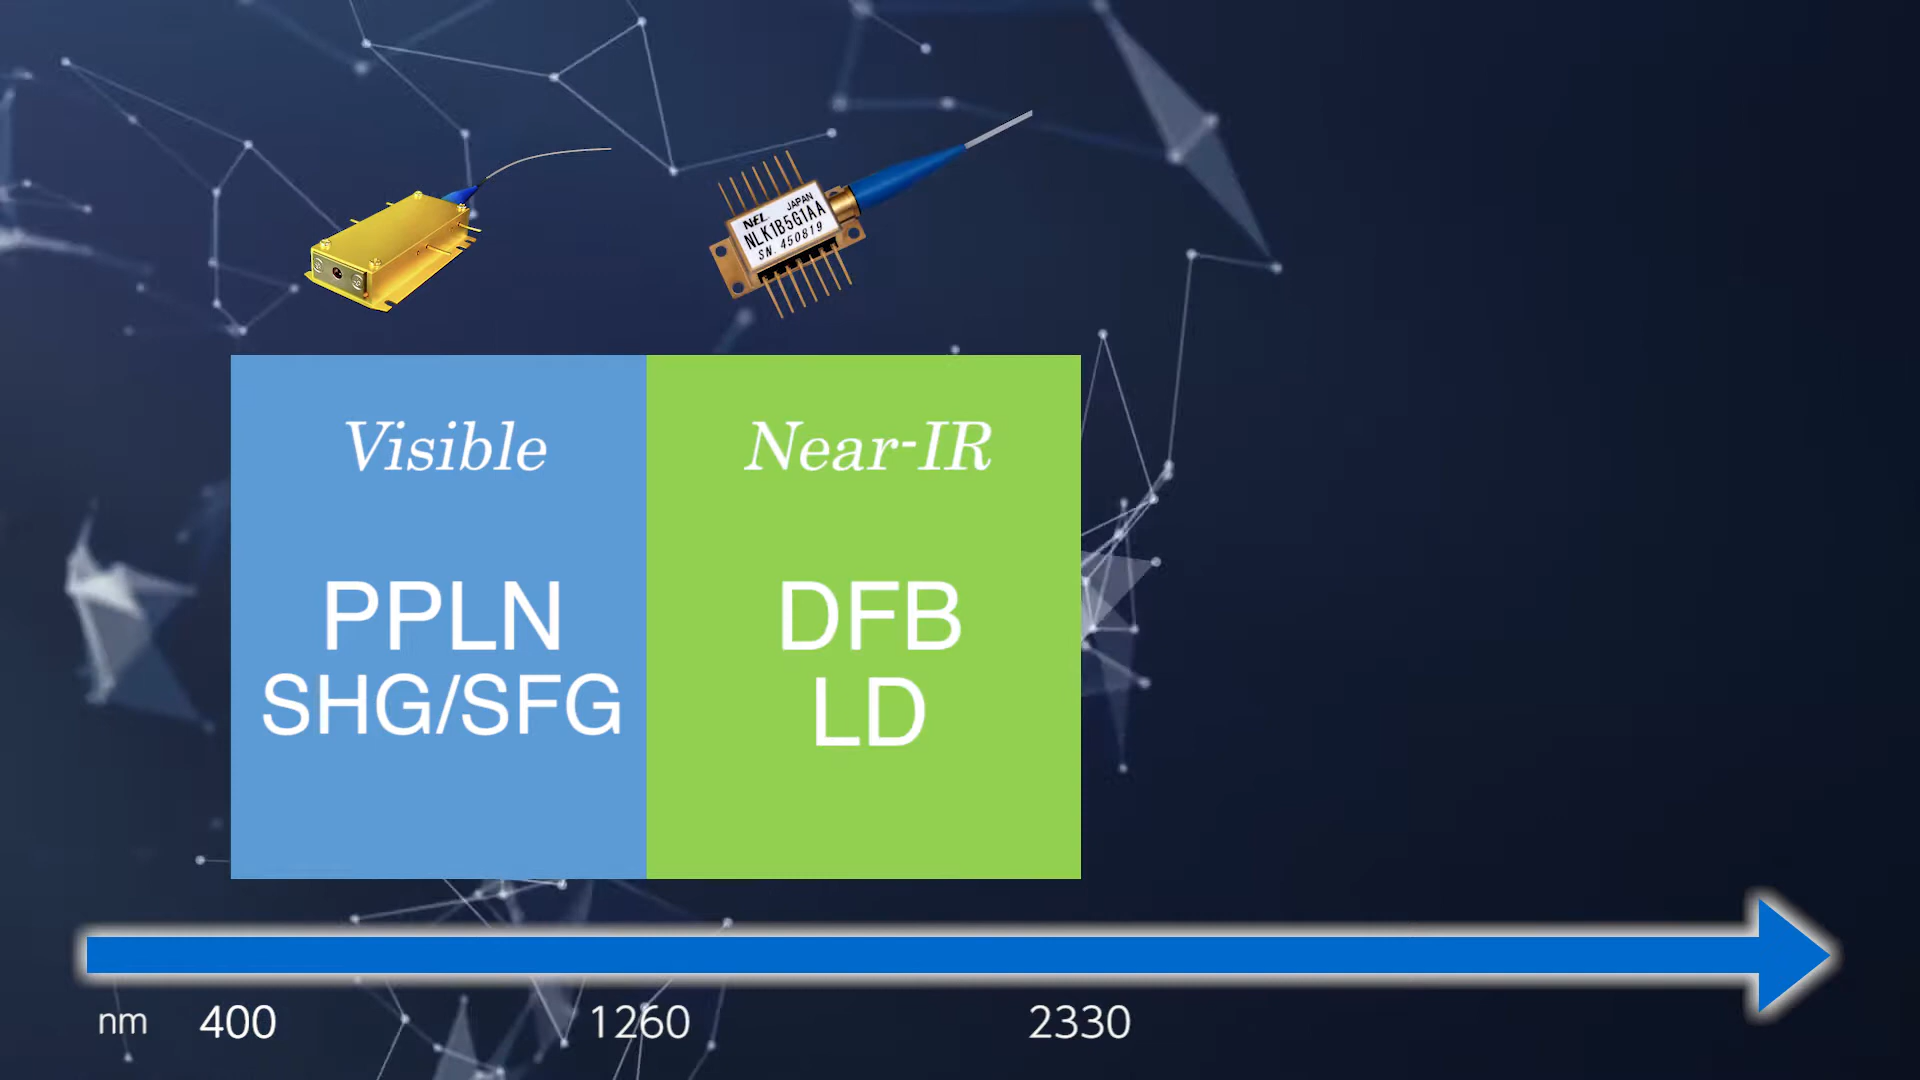 NEL JAPAN
NLK1B5G1AA
SN. 450819
Visible
Near-IR
PPLN
SHG/SFG
DFB
LD
nm 400 1260 2330